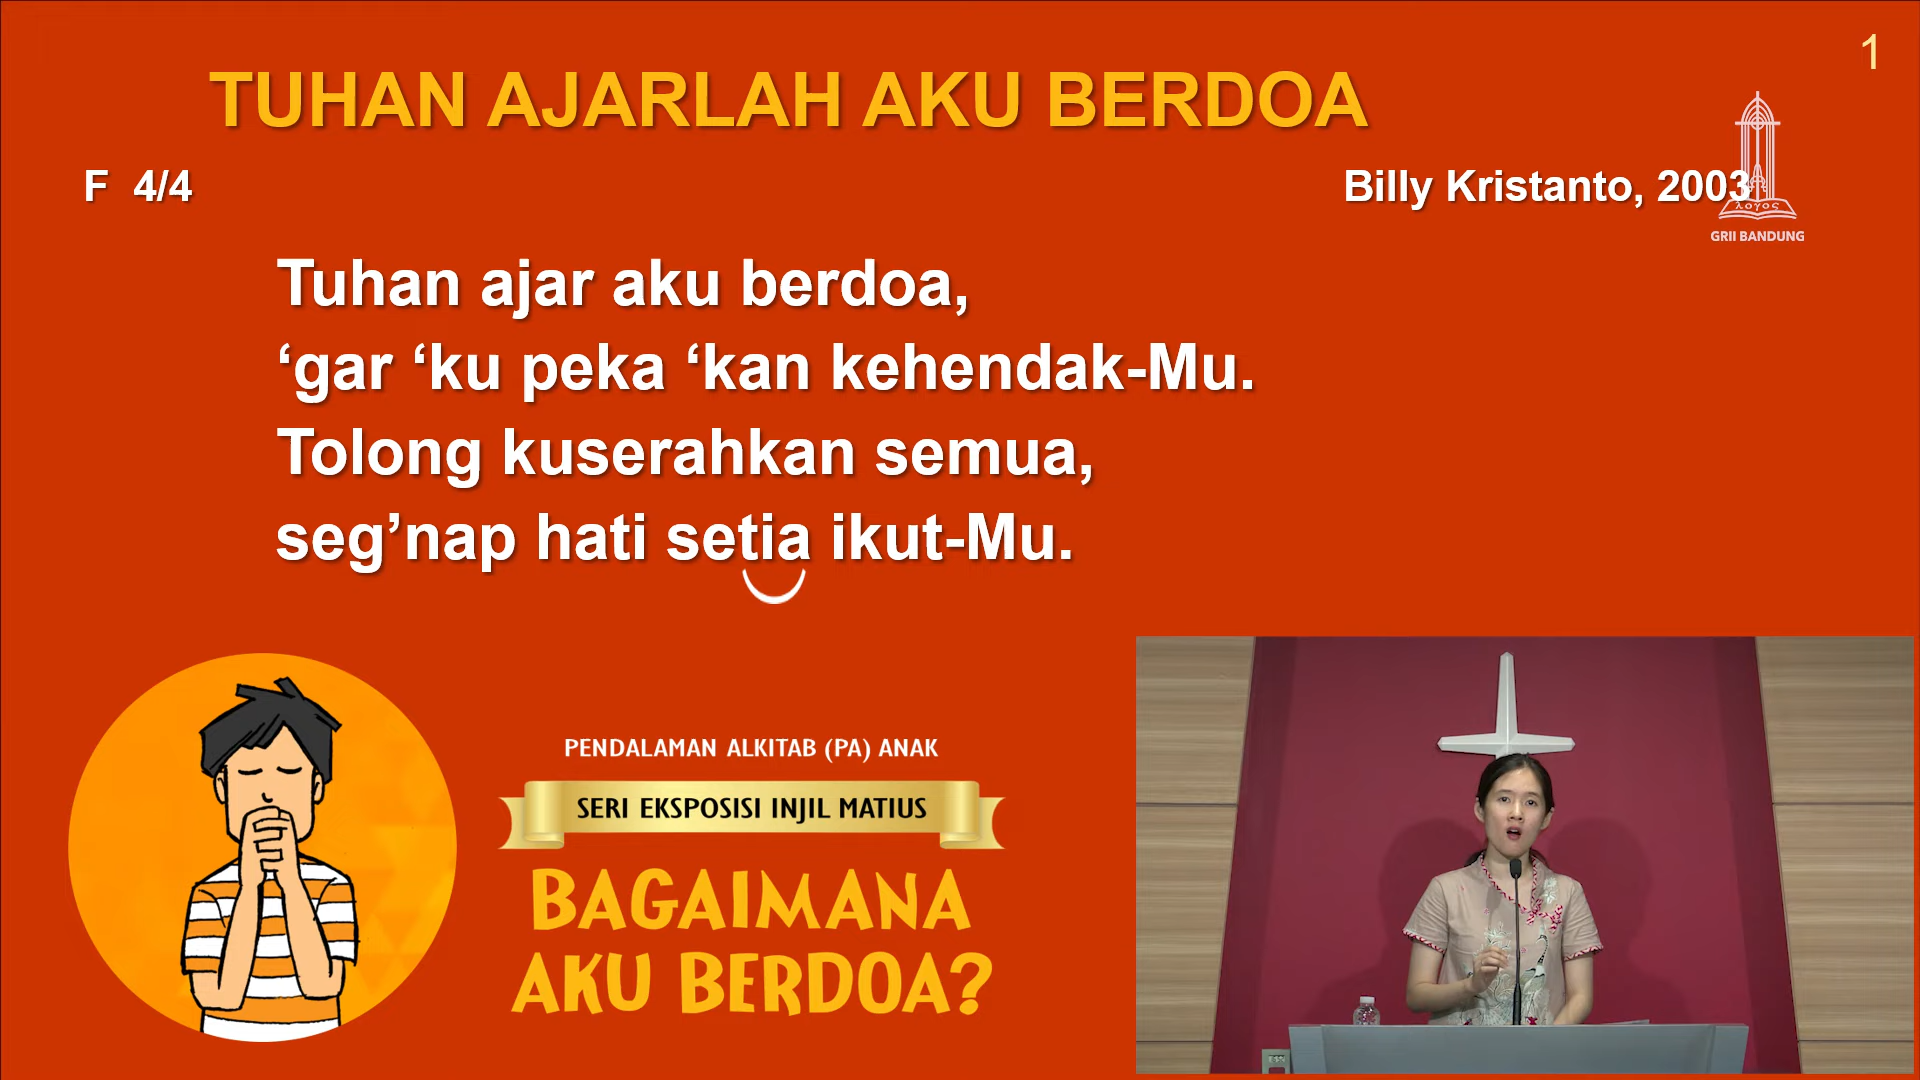 1
TUHAN AJARLAH AKU BERDOA
F 4/4
Billy Kristanto, 2003
λογος
GRII BANDUNG
Tuhan ajar aku berdoa,
‘gar ‘ku peka ‘kan kehendak-Mu.
Tolong kuserahkan semua,
seg’nap hati setia ikut-Mu.
PENDALAMAN ALKITAB (PA) ANAK
SERI EKSPOSISI INJIL MATIUS
BAGAIMANA
AKU BERDOA?